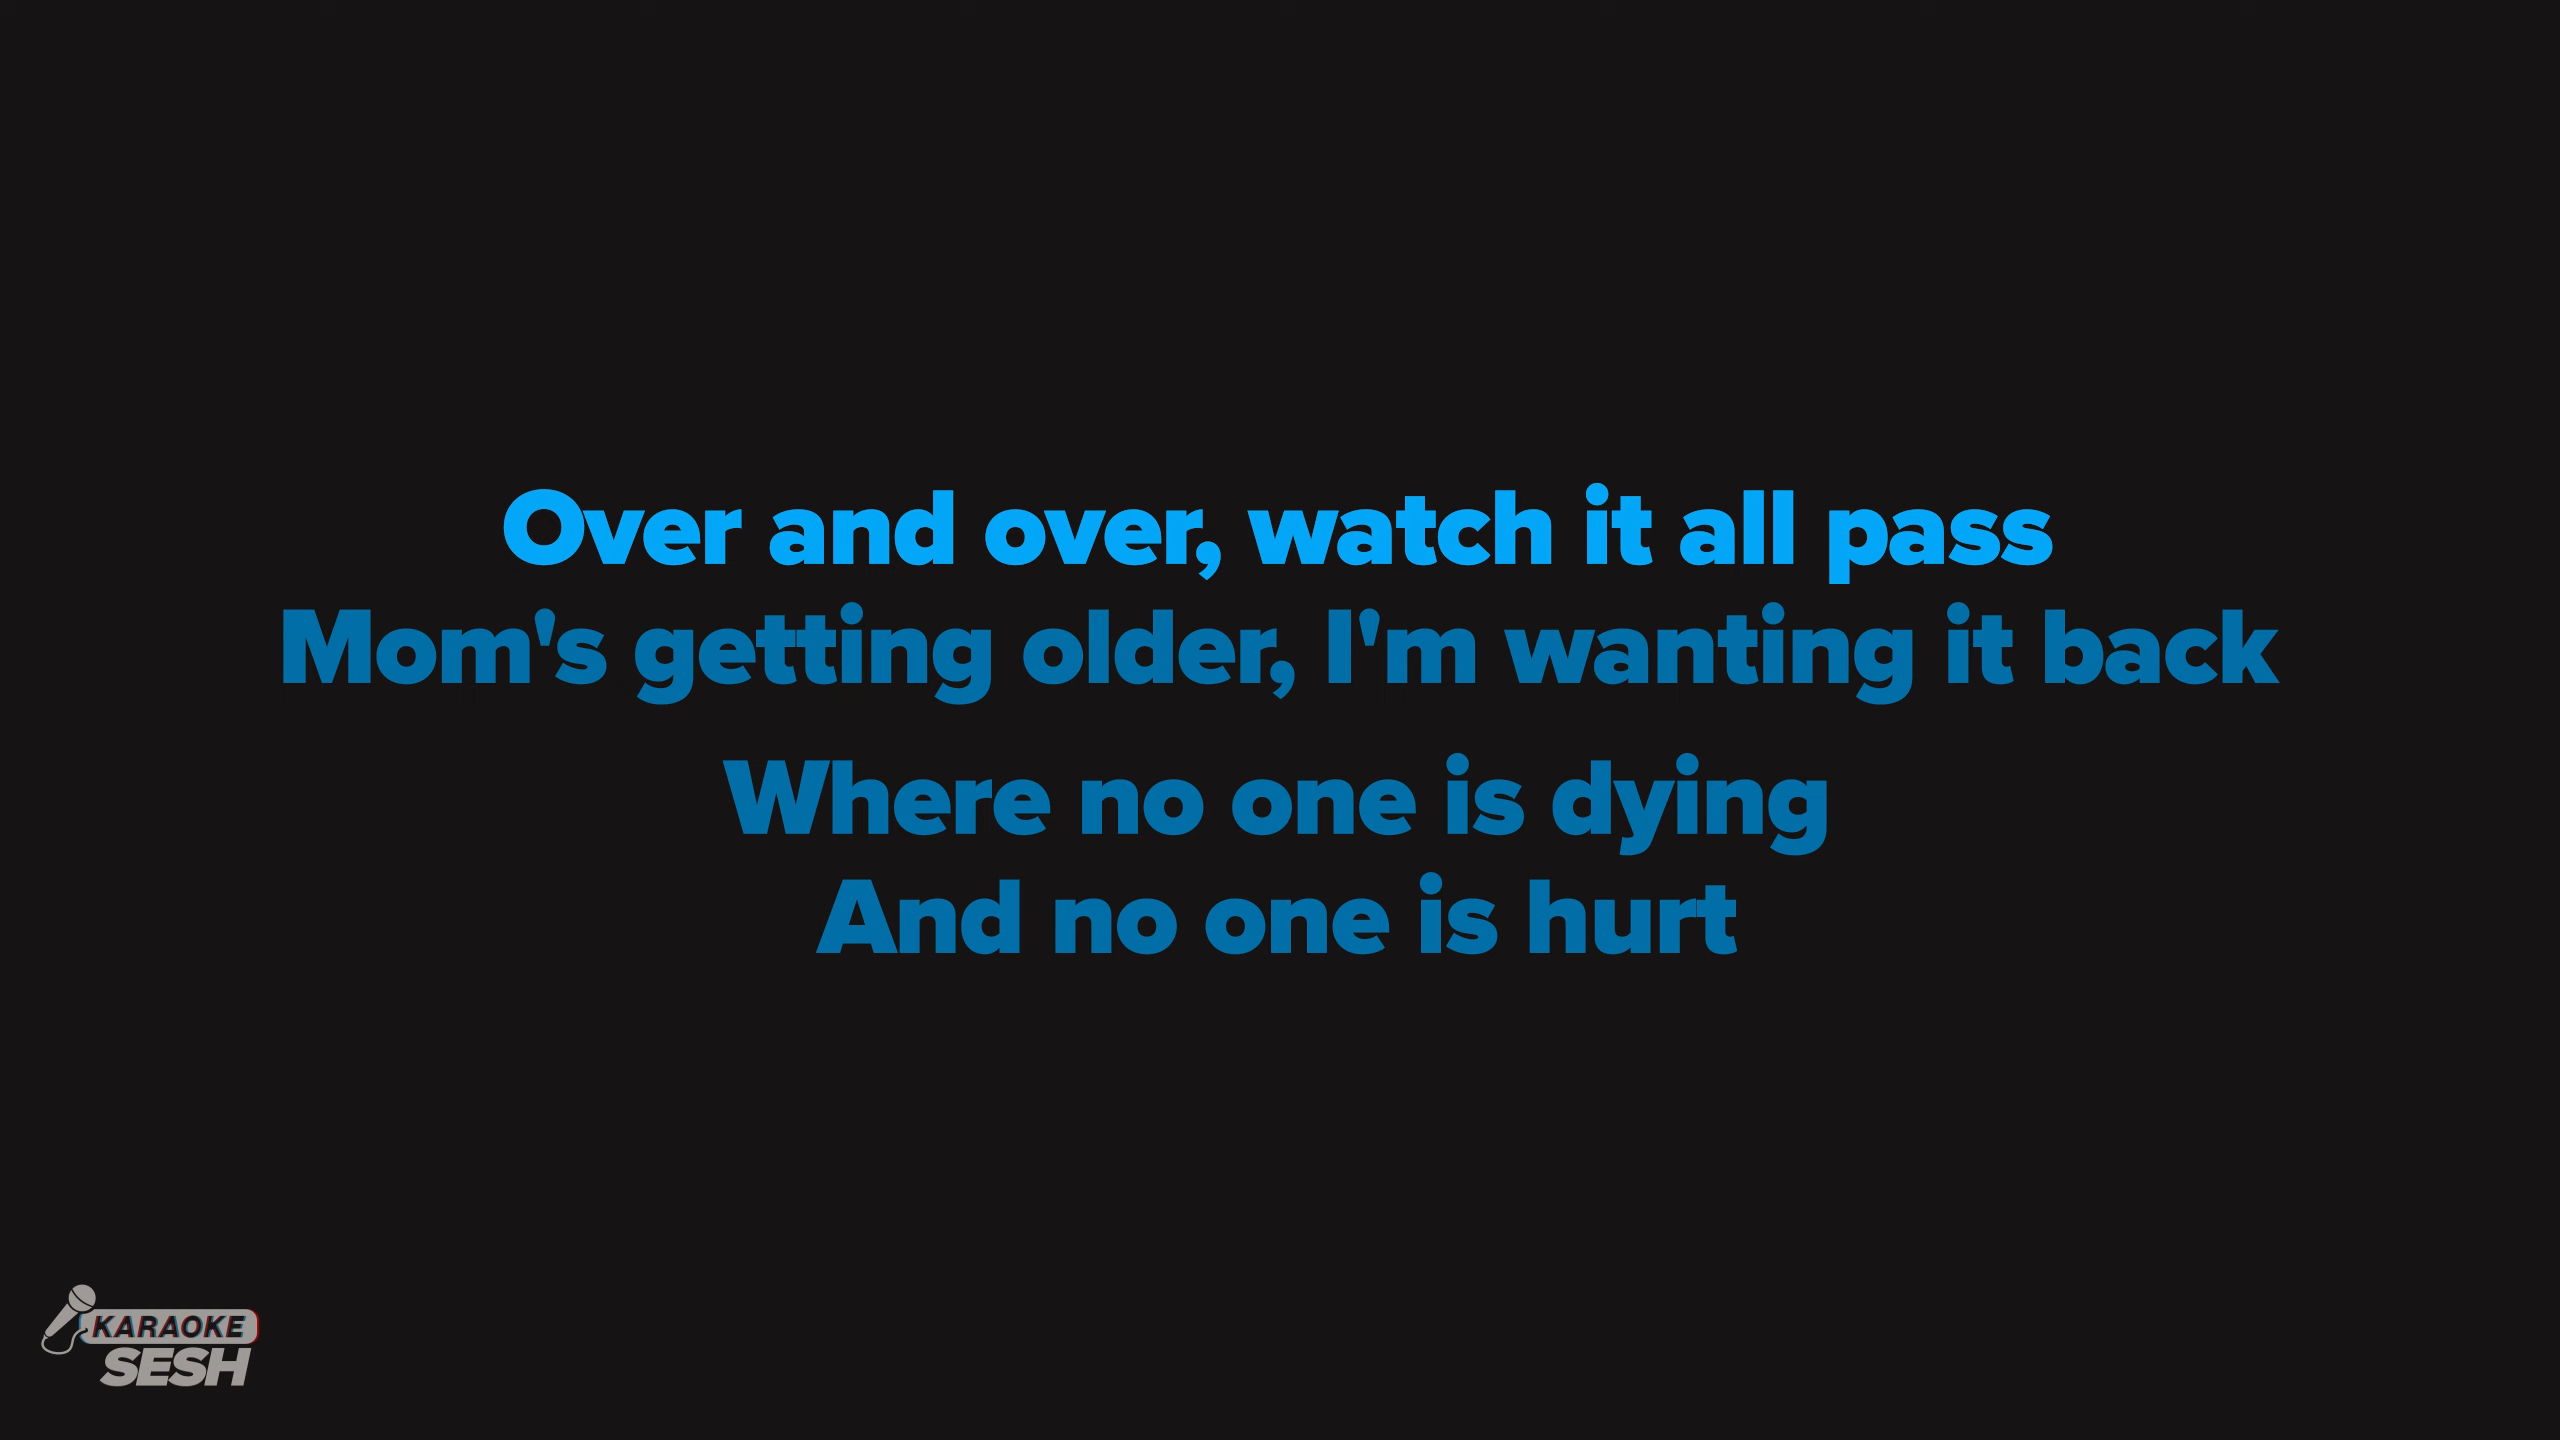 Over and over, watch it all pass
Mom's getting older, I'm wanting it back
Where no one is dying
And no one is hurt
KARAOKE
SESH